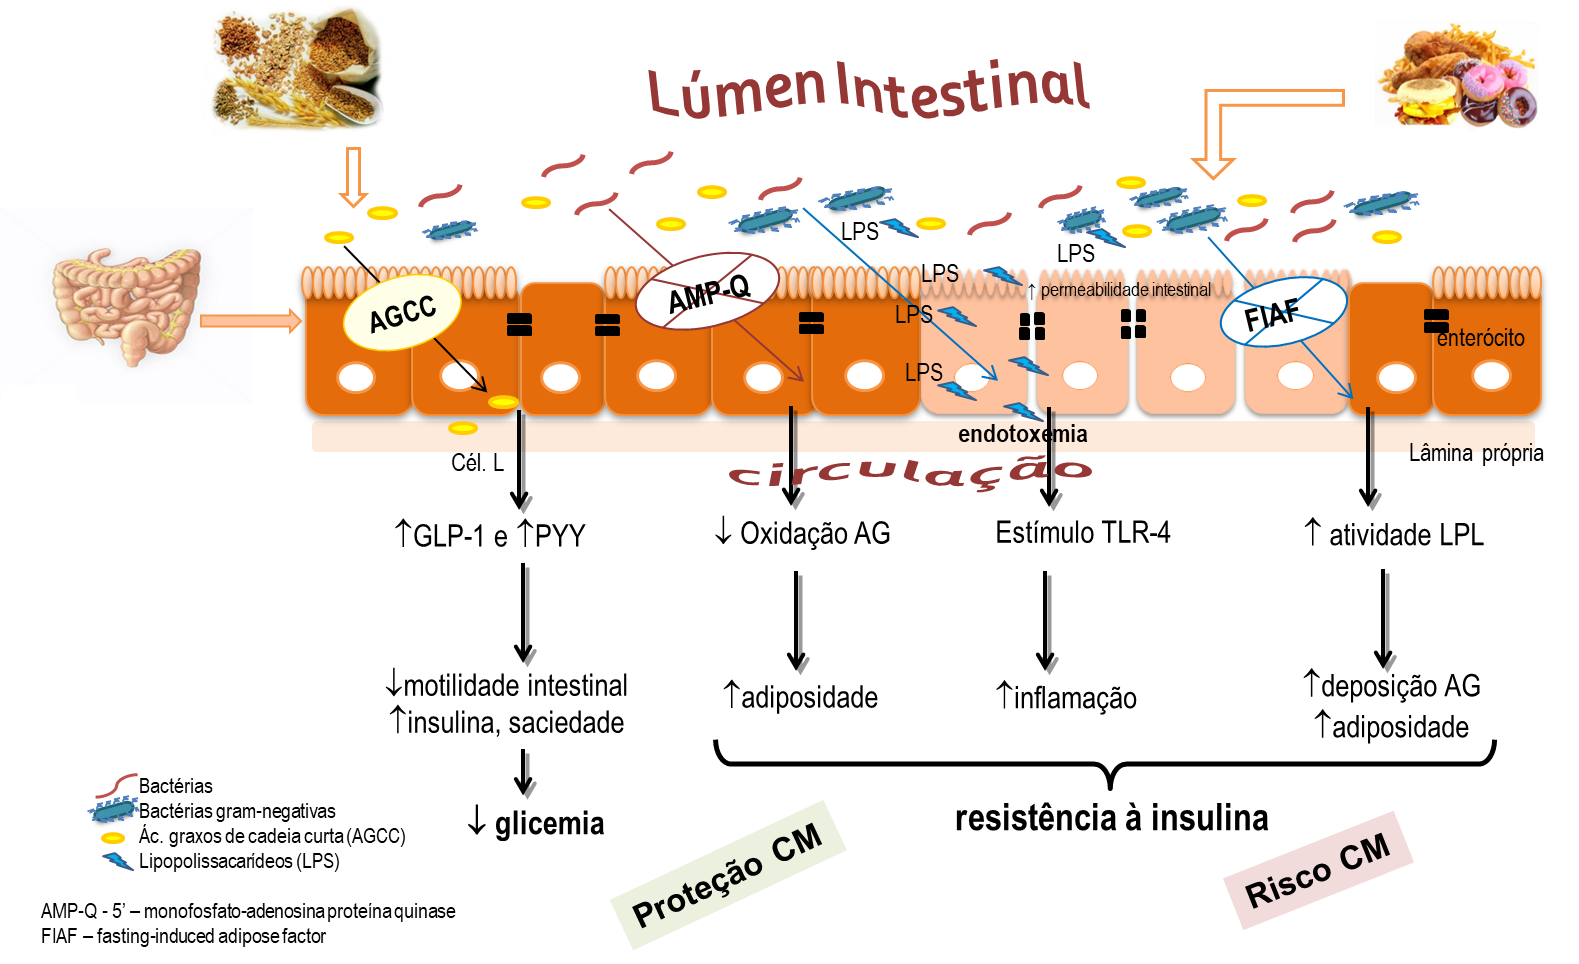 Lúmen Intestinal
LPS
LPS
LPS
↑ permeabilidade intestinal
AGCC
AMP-Q
LPS
FIAF
enterócito
LPS
endotoxemia
Lâmina própria
Cél. L
circulação
↑GLP-1 e ↑PYY
↓ Oxidação AG
Estímulo TLR-4
↑ atividade LPL
↓motilidade intestinal
↑insulina, saciedade
↑adiposidade
↑inflamação
↑deposição AG
↑adiposidade
↓ glicemia
resistência à insulina
Proteção CM
Risco CM
Bactérias
Bactérias gram-negativas
Ác. graxos de cadeia curta (AGCC)
Lipopolissacarídeos (LPS)
AMP-Q - 5’ – monofosfato-adenosina proteína quinase
FIAF – fasting-induced adipose factor